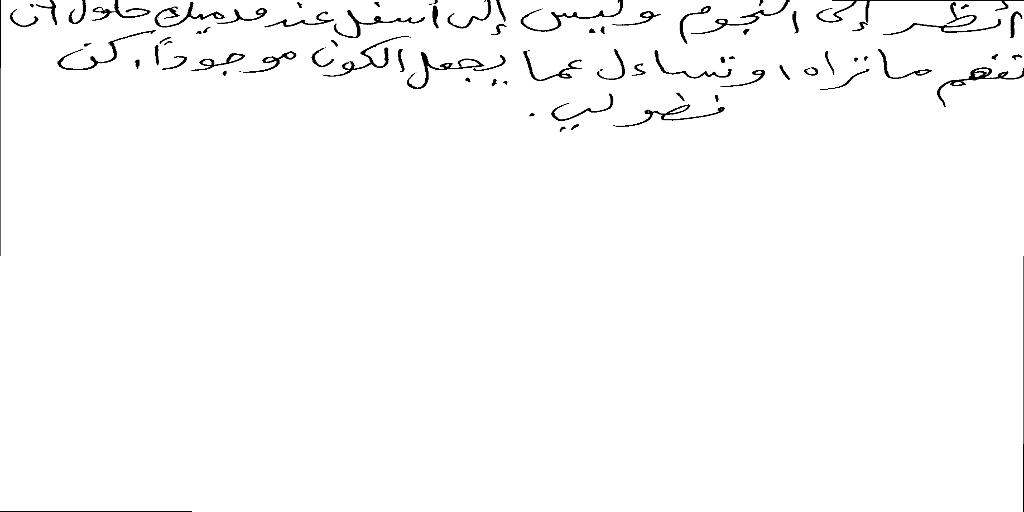 انظر إلى النجوم وليس إلى أسفل عند قدميك حاول أن
تفهم ما تراه، وتساءل عما يجعل الكون موجوداً، كن
فضولي.